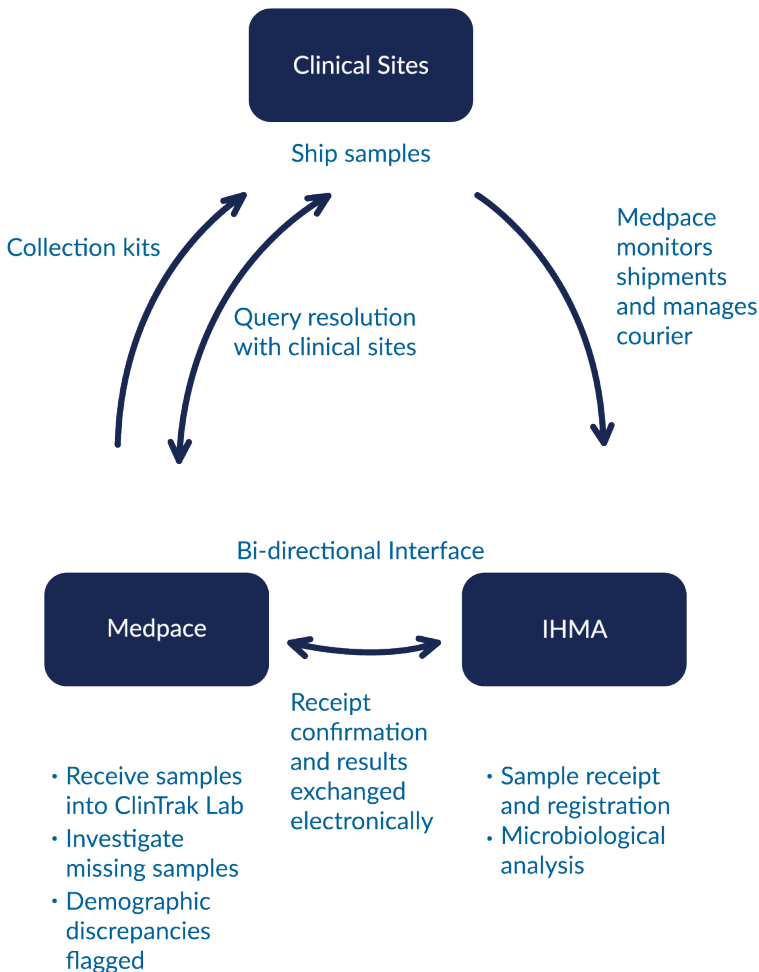 Clinical Sites
Ship samples
Collection kits
Query resolution
with clinical sites
Medpace
monitors
shipments
and manages
courier
Bi-directional Interface
Medpace
IHMA
Receipt
confirmation
and results
exchanged
electronically
· Receive samples
into ClinTrak Lab
· Investigate
missing samples
· Demographic
discrepancies
flagged
· Sample receipt
and registration
· Microbiological
analysis